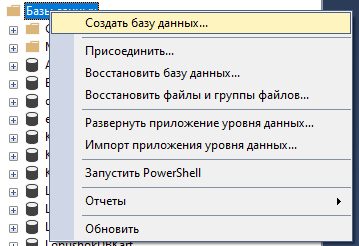 Создать базу данных...
Присоединить...
Восстановить базу данных...
Восстановить файлы и группы файлов...
Развернуть приложение уровня данных...
Импорт приложения уровня данных...
Запустить PowerShell
Отчеты
Обновить